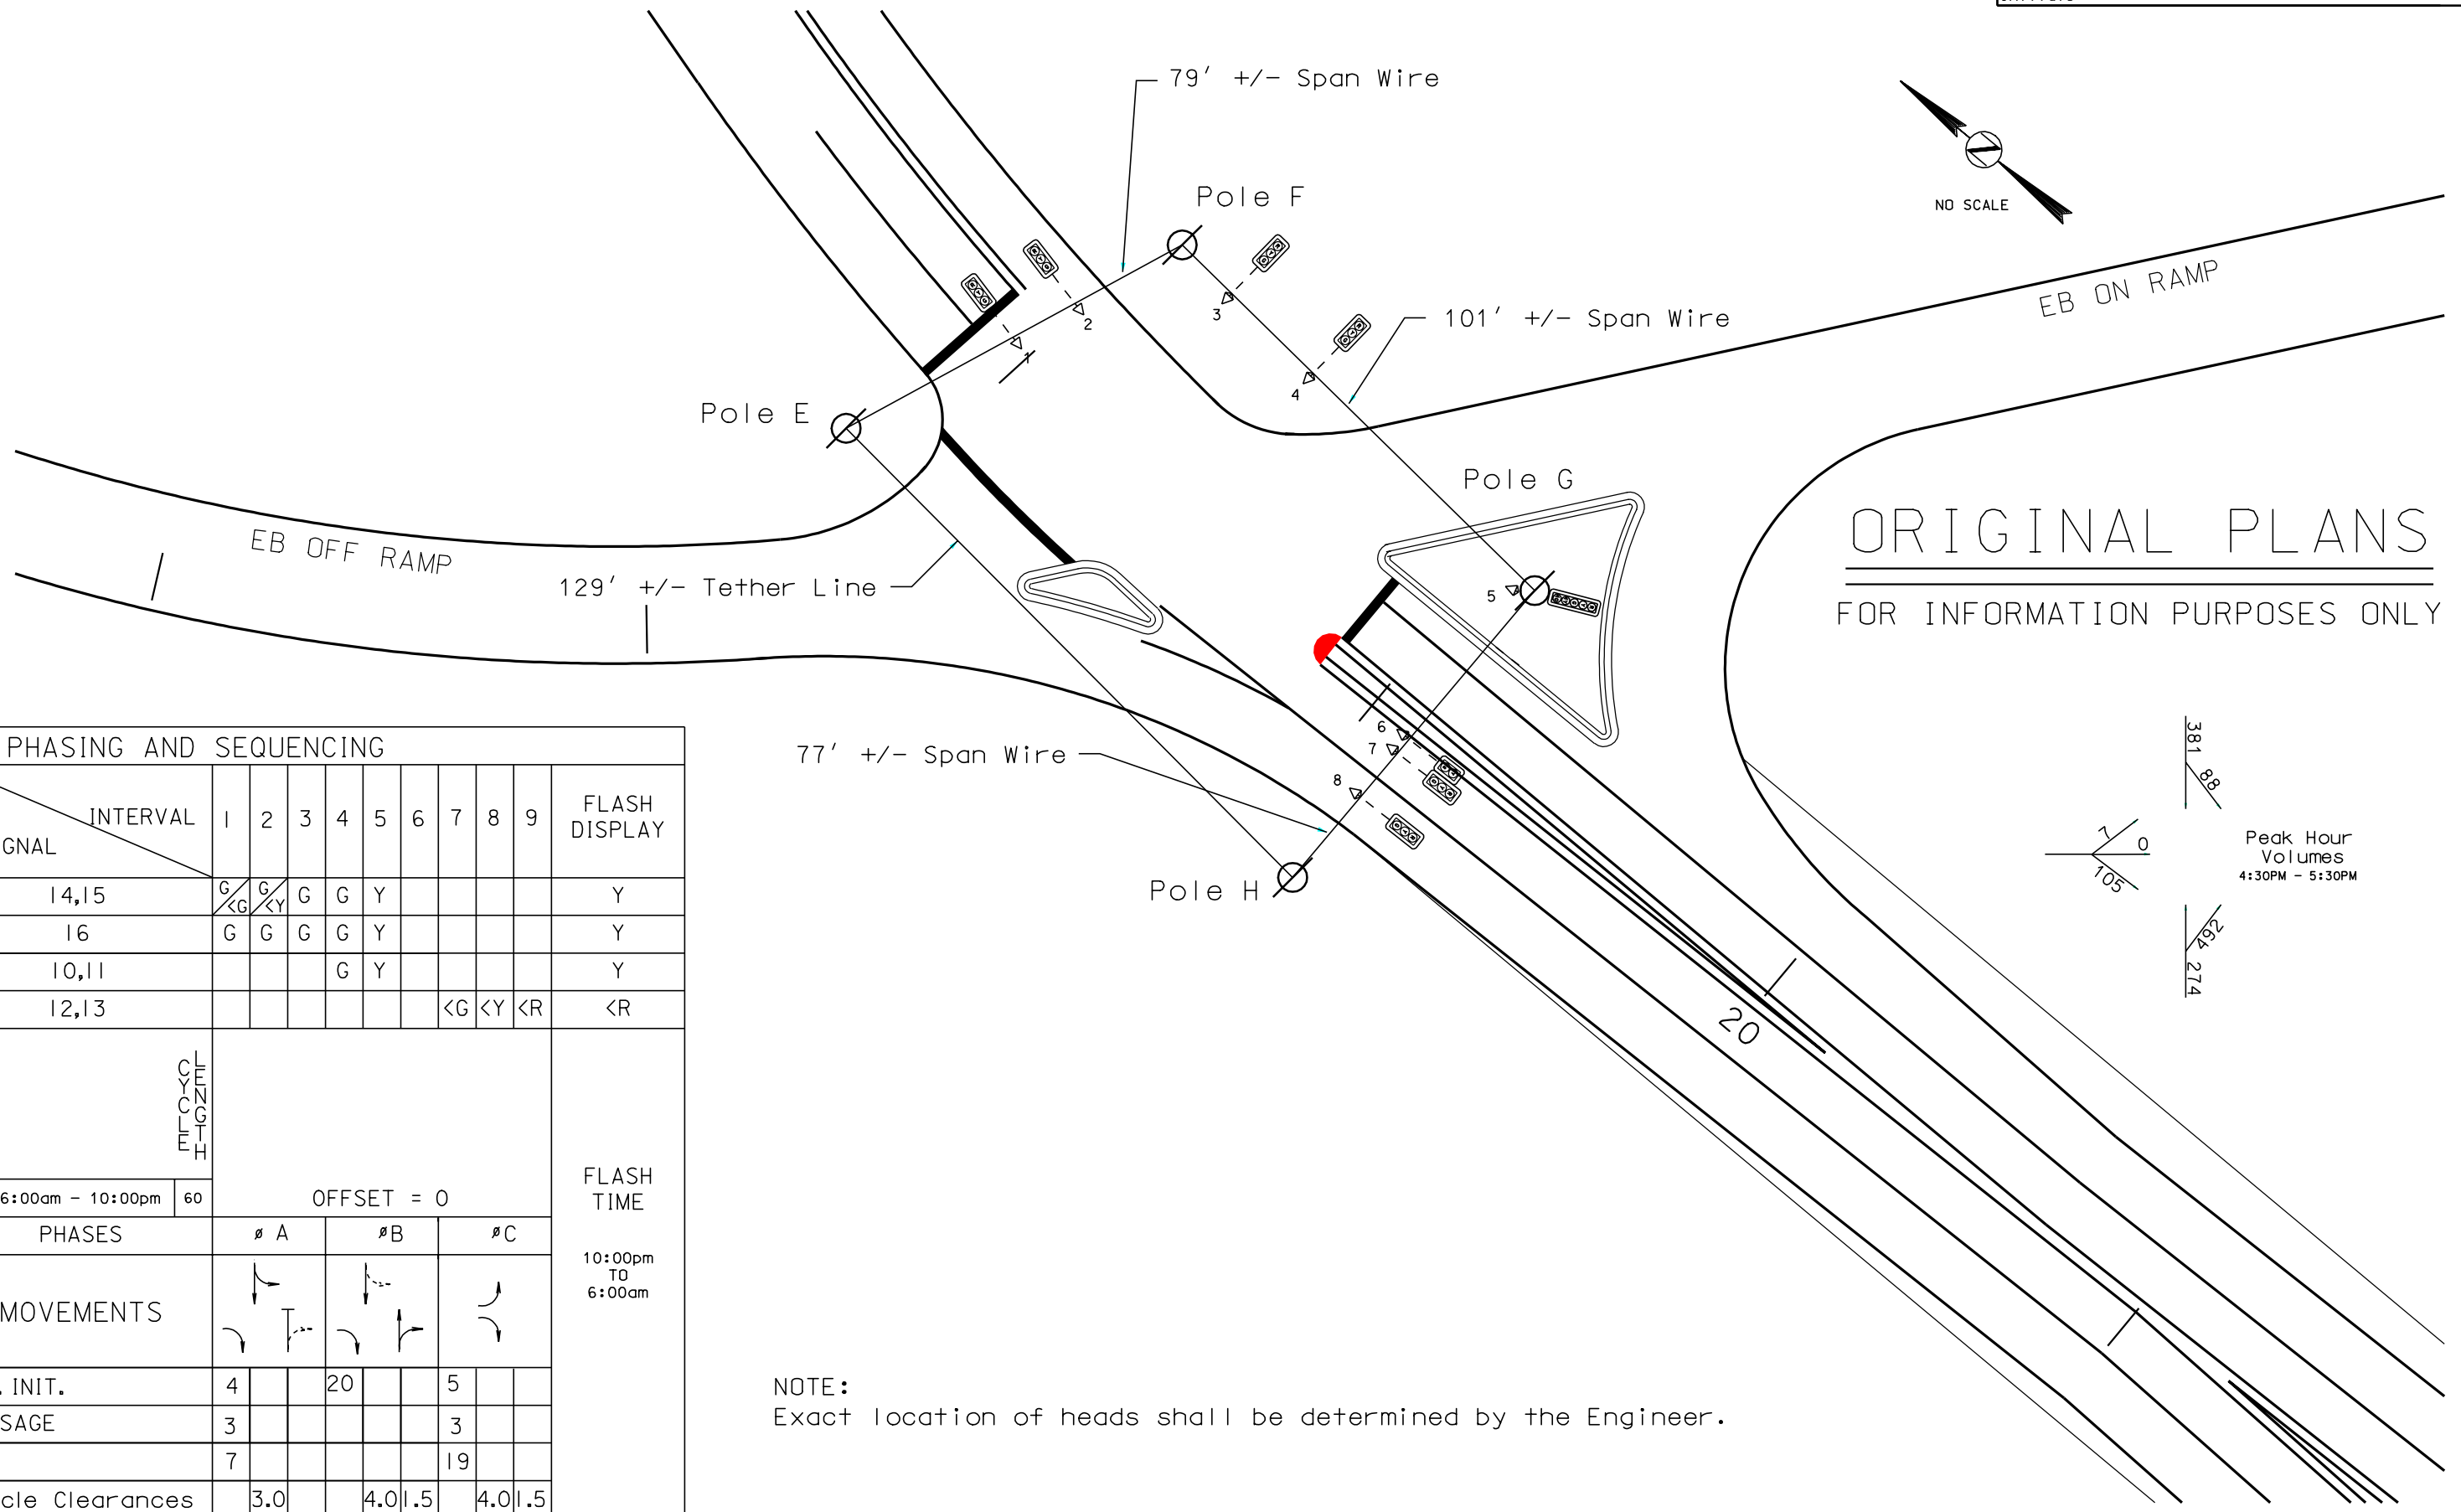 79' +/- Span Wire
Pole F
NO SCALE
EB ON RAMP
2
3
1
101' +/- Span Wire
4
Pole E
Pole G
ORIGINAL PLANS
FOR INFORMATION PURPOSES ONLY
EB OFF RAMP
129' +/- Tether Line
5
6
7
8
77' +/- Span Wire
Pole H
20
381
88
7
0
105
492
274
Peak Hour
Volumes
4:30PM - 5:30PM
PHASING AND SEQUENCING
INTERVAL 1 2 3 4 5 6 7 8 9 FLASH DISPLAY
GNAL
14,15 G/<G G/<Y G G Y Y
16 G G G G Y Y
10,11 G Y Y
12,13 <G <Y <R <R
CYCLE LENGTH
6:00am - 10:00pm 60 OFFSET = 0
FLASH
TIME
10:00pm
TO
6:00am
PHASES ø A øB øC
MOVEMENTS
. INIT. 4 20 5
SAGE 3 3
7 19
cle Clearances 3.0 4.0 1.5 4.0 1.5
NOTE:
Exact location of heads shall be determined by the Engineer.